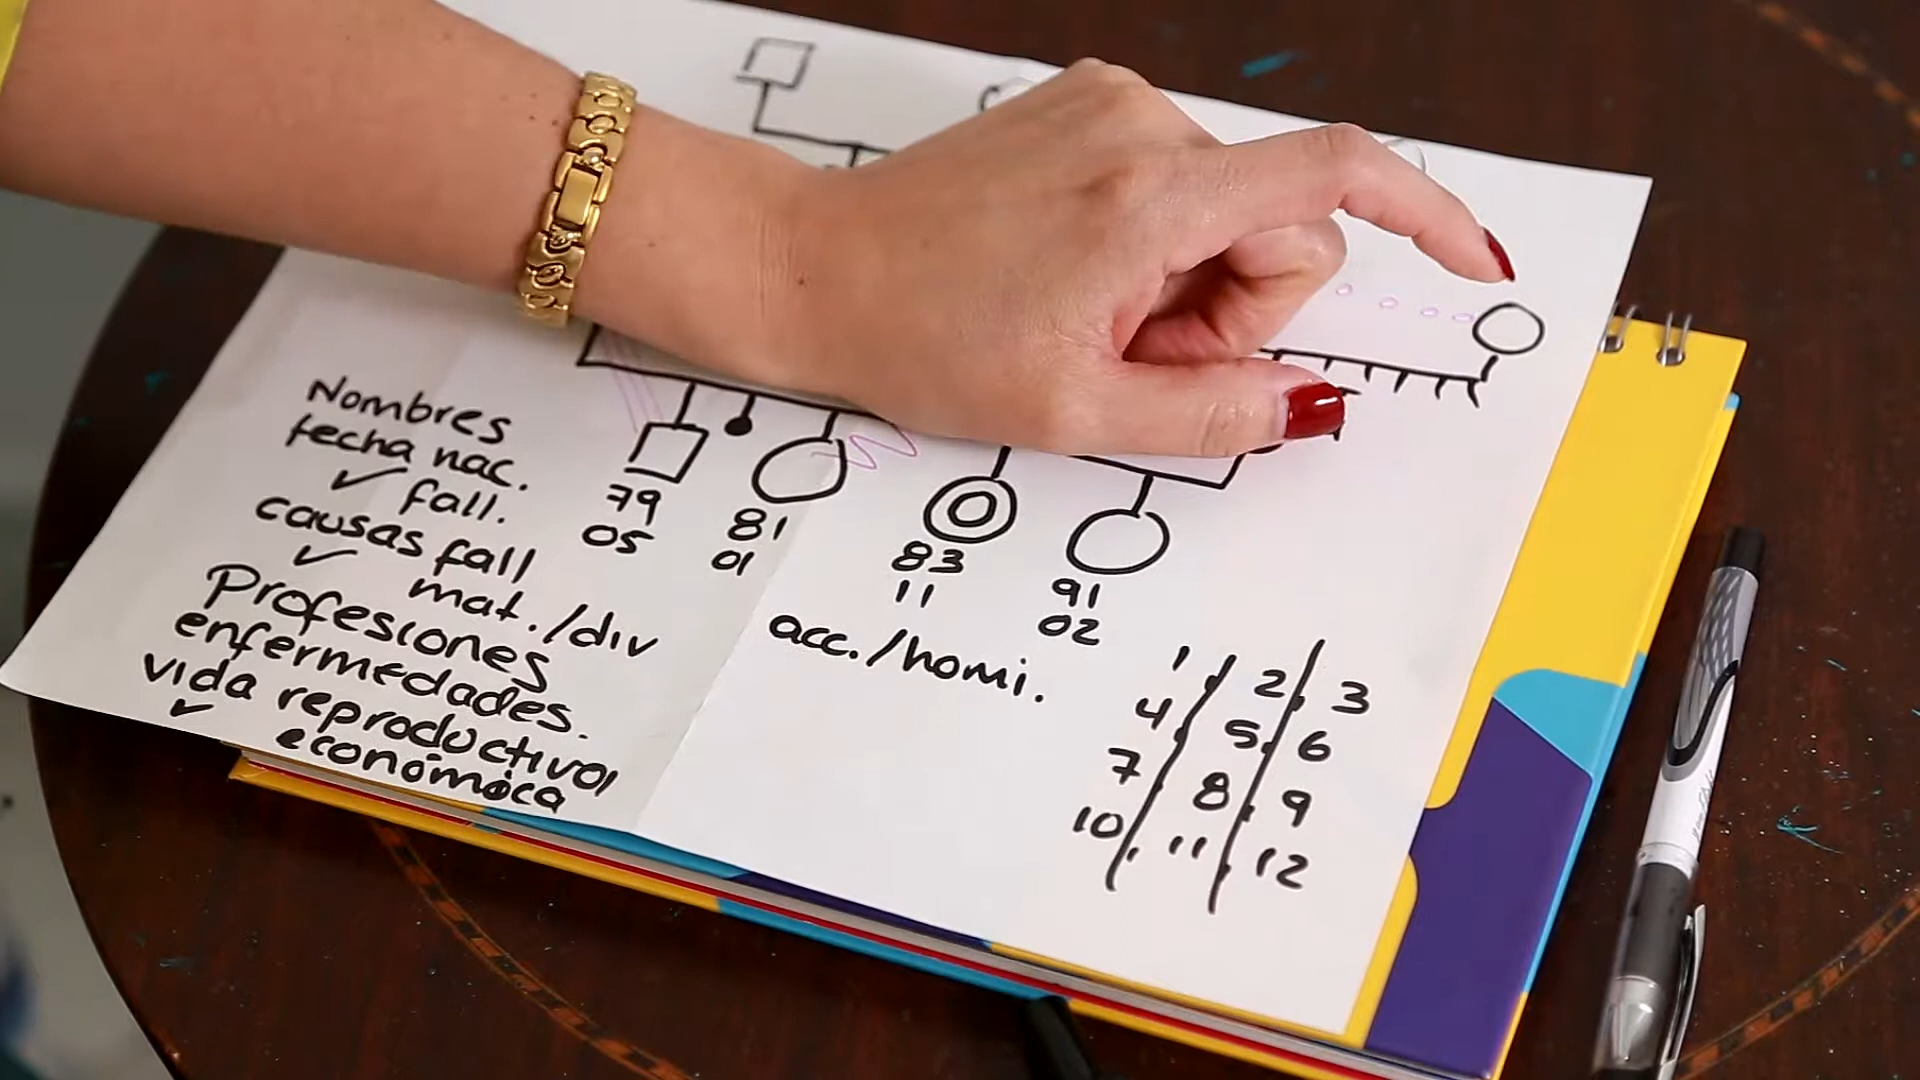 Nombres
fecha nac.
✓ fall.
causas fall
✓ mat./div
Profesiones
enfermedades.
vida reproductiva
✓ económica
79
05
81
01
83
11
91
02
acc./homi.
1 2 3
4 5 6
7 8 9
10 11 12